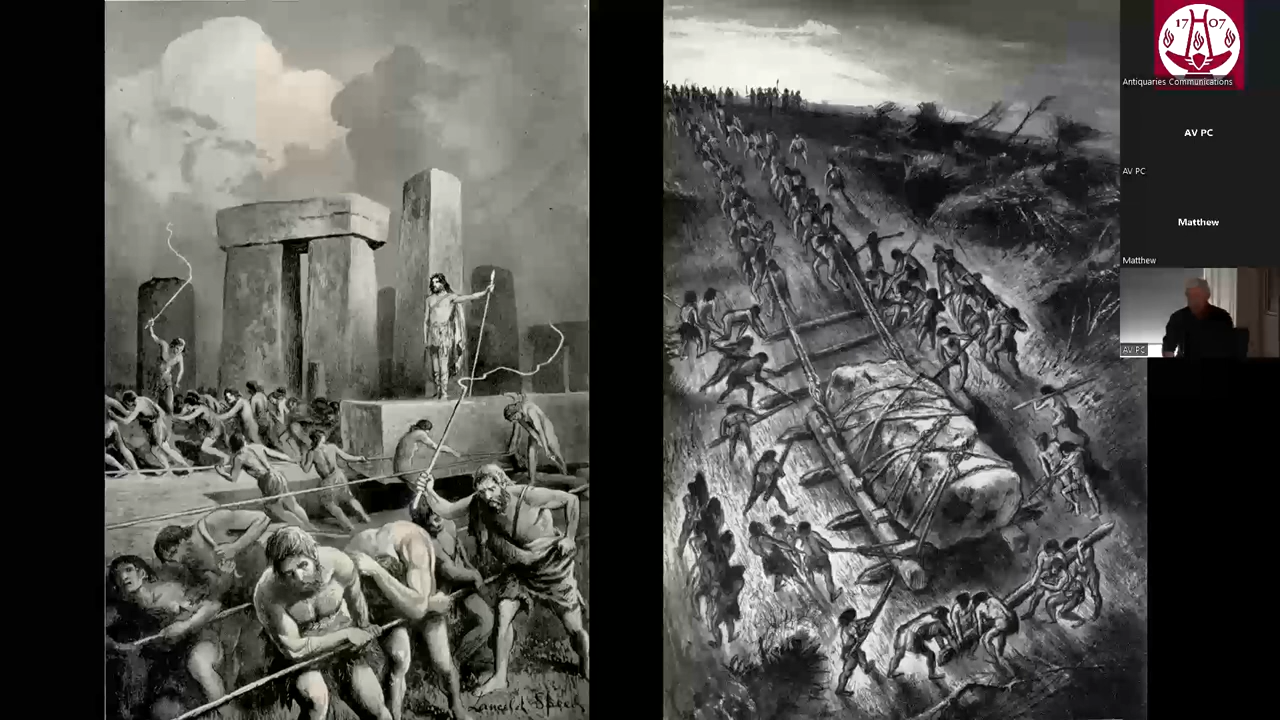 17 07
Antiquaries Communications
AV PC
AV PC
Matthew
Matthew
AV PC
Lancelot Speed